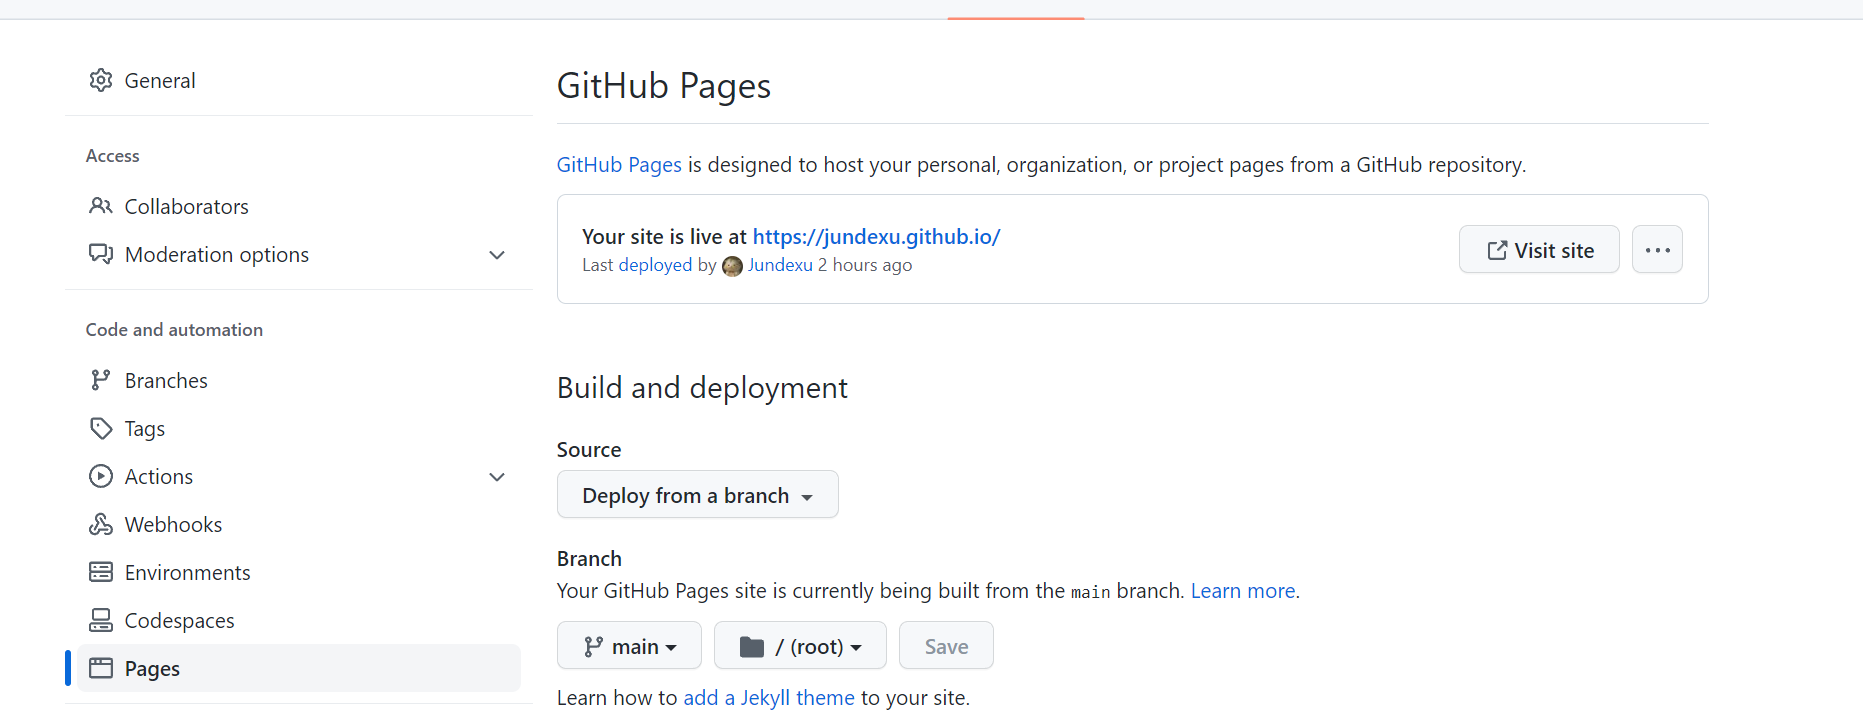 General
Access
Collaborators
Moderation options
Code and automation
Branches
Tags
Actions
Webhooks
Environments
Codespaces
Pages
GitHub Pages
GitHub Pages is designed to host your personal, organization, or project pages from a GitHub repository.
Your site is live at https://jundexu.github.io/
Last deployed by Jundexu 2 hours ago
Visit site
Build and deployment
Source
Deploy from a branch
Branch
Your GitHub Pages site is currently being built from the main branch. Learn more.
main / (root) Save
Learn how to add a Jekyll theme to your site.